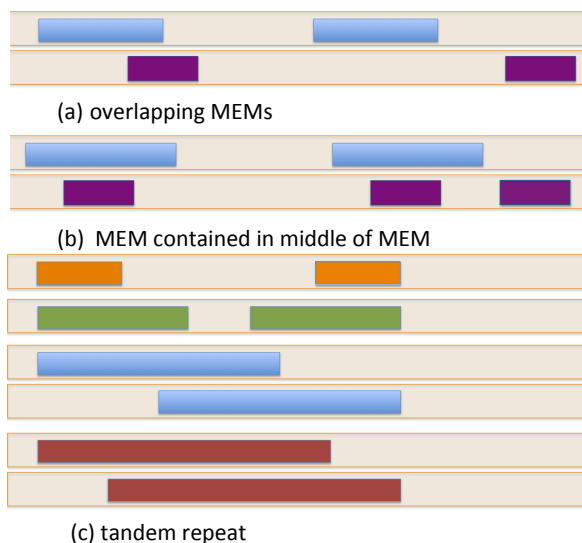 (a) overlapping MEMs
(b) MEM contained in middle of MEM
(c) tandem repeat